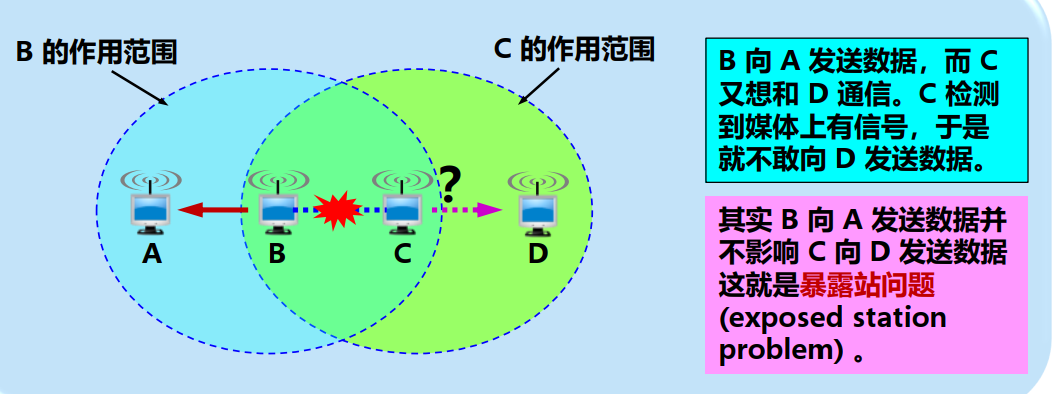 B 的作用范围
C 的作用范围
?
A
B
C
D
B 向 A 发送数据，而 C
又想和 D 通信。C 检测
到媒体上有信号，于是
就不敢向 D 发送数据。
其实 B 向 A 发送数据并
不影响 C 向 D 发送数据
这就是暴露站问题
(exposed station
problem) 。